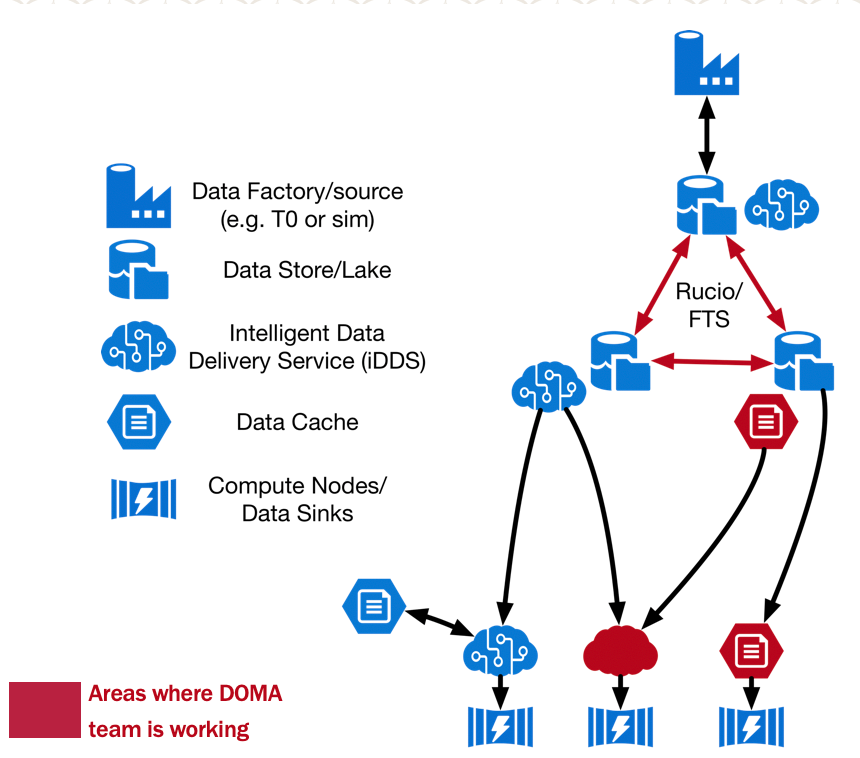 Data Factory/source
(e.g. T0 or sim)
Data Store/Lake
Intelligent Data
Delivery Service (iDDS)
Data Cache
Compute Nodes/
Data Sinks
Rucio/
FTS
Areas where DOMA
team is working